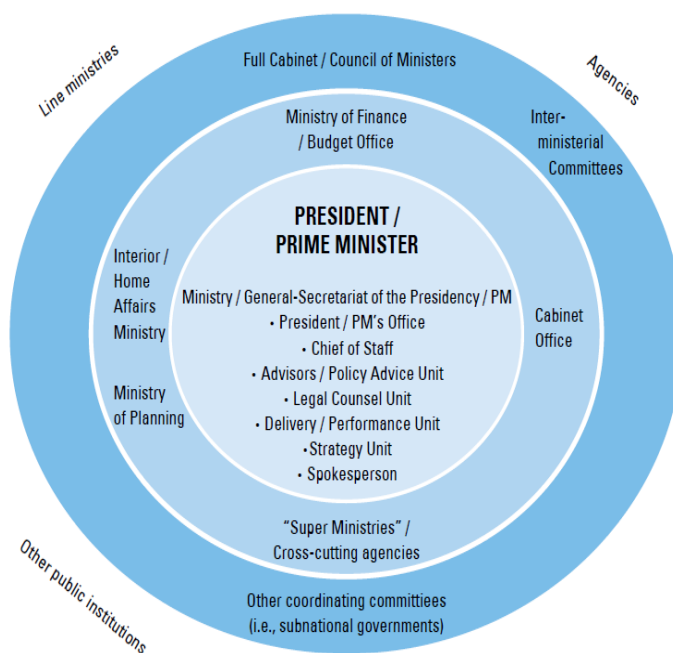 Line ministries
Full Cabinet / Council of Ministers
Agencies
Inter-
ministerial
Committees
Ministry of Finance
/ Budget Office
PRESIDENT /
PRIME MINISTER
Interior /
Home
Affairs
Ministry
Ministry
of Planning
Ministry / General-Secretariat of the Presidency / PM
• President / PM's Office
• Chief of Staff
• Advisors / Policy Advice Unit
• Legal Counsel Unit
• Delivery / Performance Unit
• Strategy Unit
• Spokesperson
Cabinet
Office
“Super Ministries” /
Cross-cutting agencies
Other public institutions
Other coordinating committiees
(i.e., subnational governments)